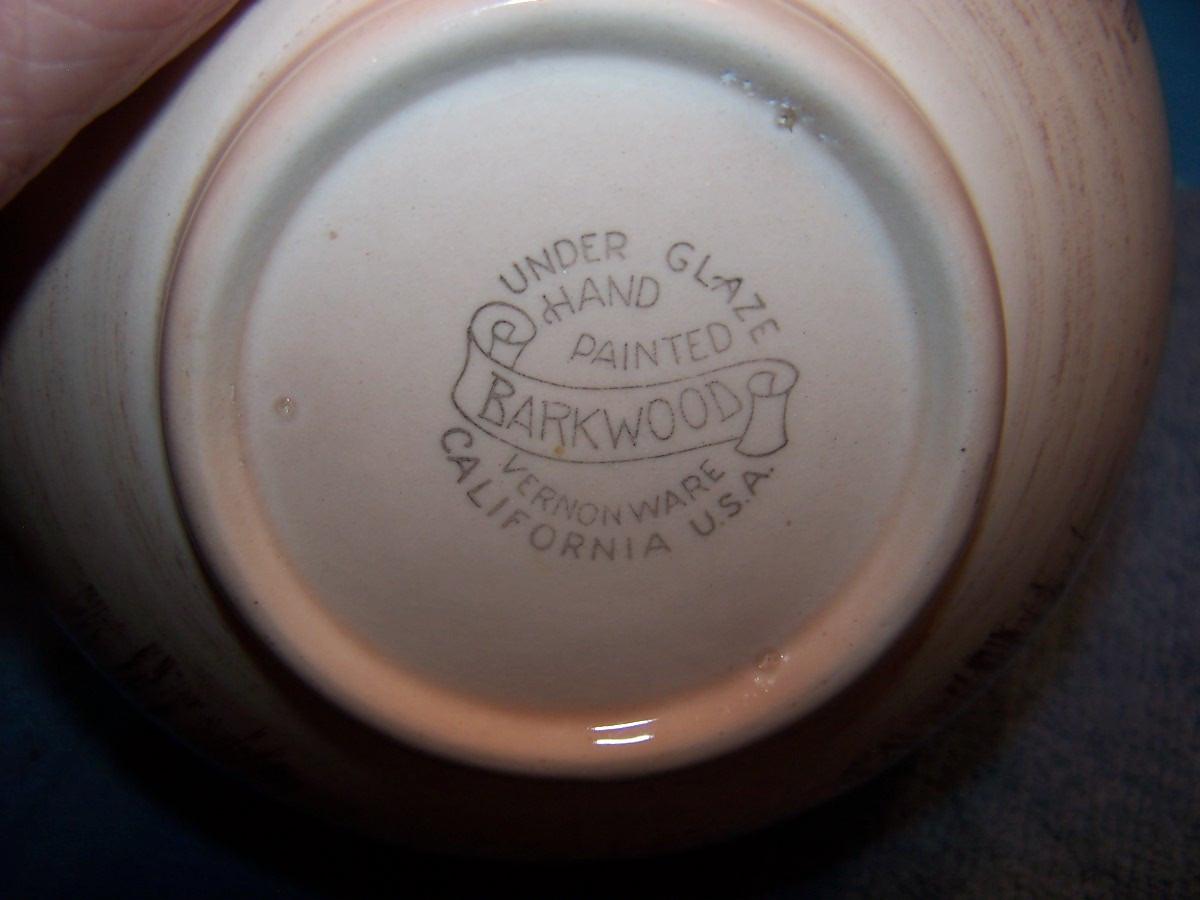 UNDER GLAZE
HAND
PAINTED
BARKWOOD
VERNONWARE
CALIFORNIA U.S.A.